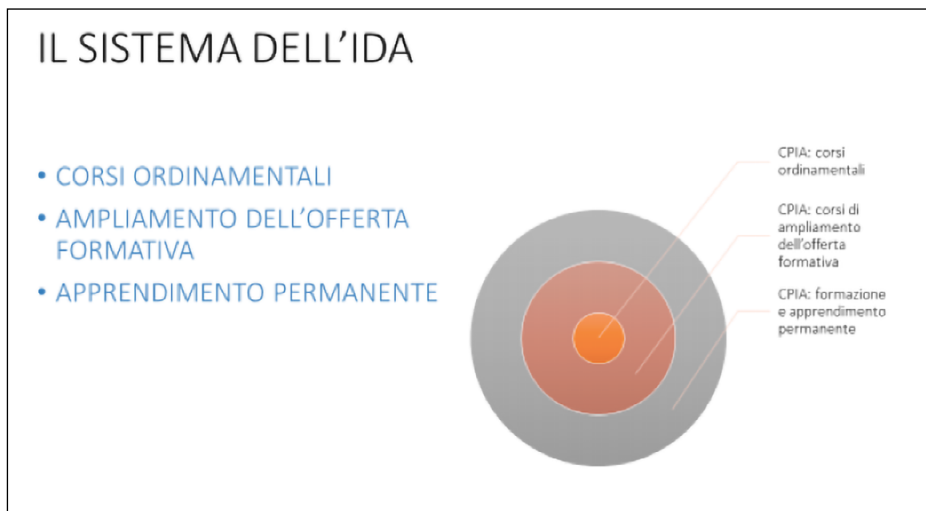 IL SISTEMA DELL'IDA
• CORSI ORDINAMENTALI
• AMPLIAMENTO DELL'OFFERTA
FORMATIVA
• APPRENDIMENTO PERMANENTE
CPIA: corsi
ordinamentali
CPIA: corsi di
ampliamento
dell'offerta
formativa
CPIA: formazione
e apprendimento
permanente